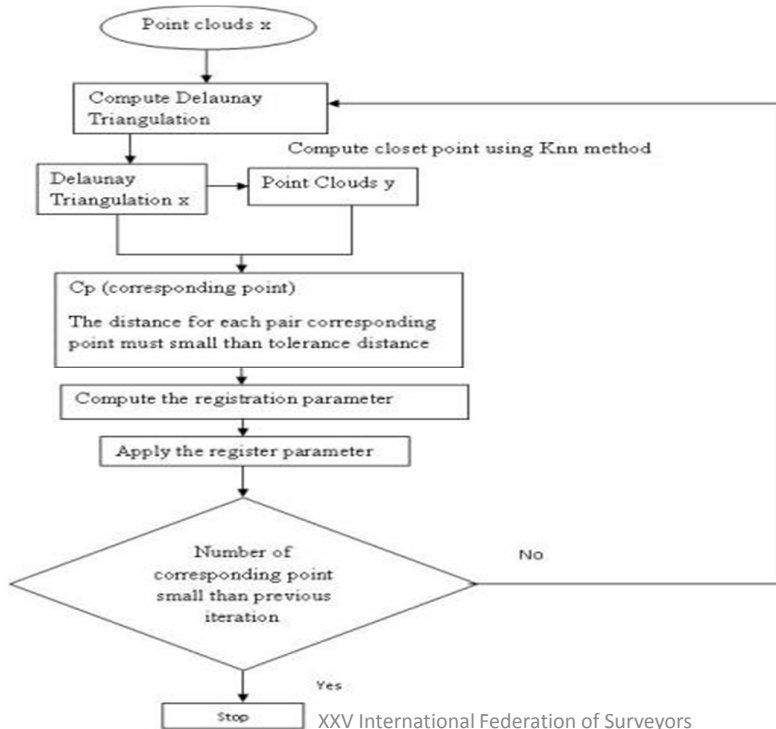 Point clouds x
Compute Delaunay
Triangulation
Compute closet point using Knn method
Delaunay
Triangulation x
Point Clouds y
Cp (corresponding point)
The distance for each pair corresponding
point must small than tolerance distance
Compute the registration parameter
Apply the register parameter
Number of
corresponding point
small than previous
iteration
No
Yes
Stop
XXV International Federation of Surveyors